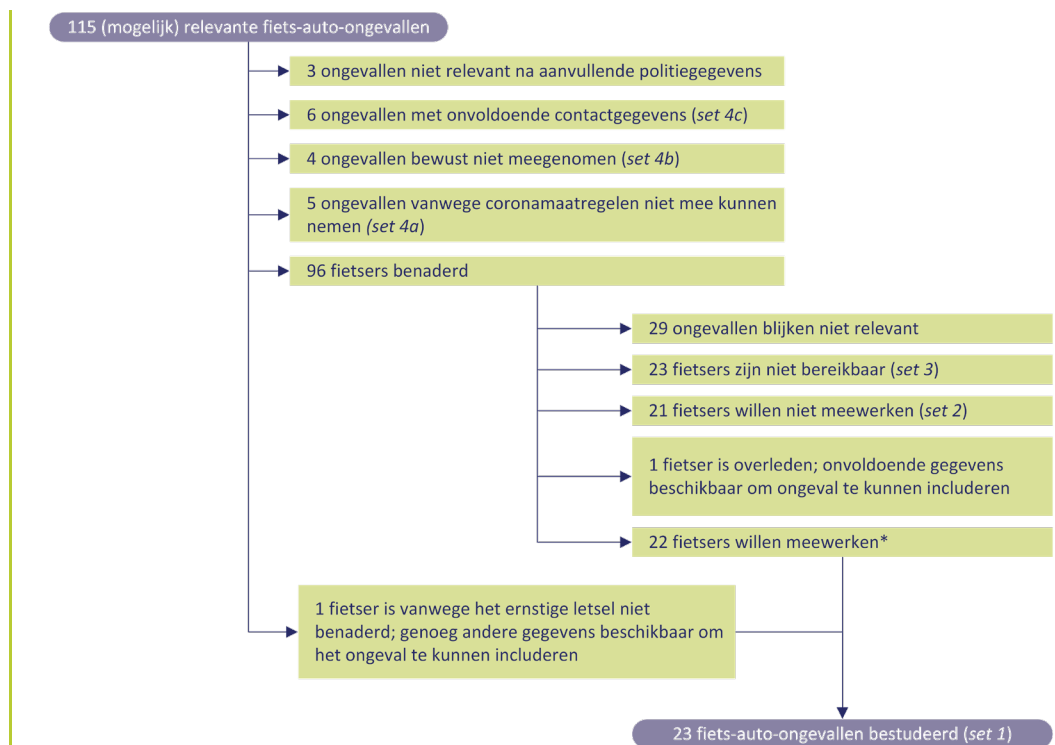 115 (mogelijk) relevante fiets-auto-ongevallen
3 ongevallen niet relevant na aanvullende politiegegevens
6 ongevallen met onvoldoende contactgegevens (set 4c)
4 ongevallen bewust niet meegenomen (set 4b)
5 ongevallen vanwege coronamaatregelen niet mee kunnen
nemen (set 4a)
96 fietsers benaderd
29 ongevallen blijken niet relevant
23 fietsers zijn niet bereikbaar (set 3)
21 fietsers willen niet meewerken (set 2)
1 fietser is overleden; onvoldoende gegevens
beschikbaar om ongeval te kunnen includeren
22 fietsers willen meewerken*
1 fietser is vanwege het ernstige letsel niet
benaderd; genoeg andere gegevens beschikbaar om
het ongeval te kunnen includeren
23 fiets-auto-ongevallen bestudeerd (set 1)